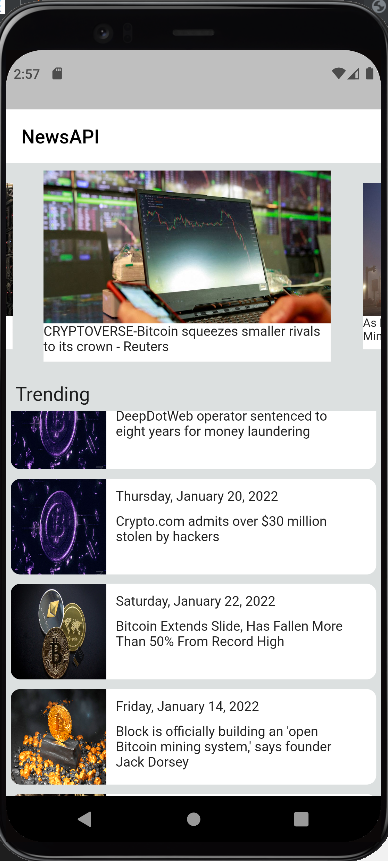 2:57
NewsAPI
CRYPTOVERSE-Bitcoin squeezes smaller rivals
to its crown - Reuters
As
Min
Trending
DeepDotWeb operator sentenced to
eight years for money laundering
Thursday, January 20, 2022
Crypto.com admits over $30 million
stolen by hackers
Saturday, January 22, 2022
Bitcoin Extends Slide, Has Fallen More
Than 50% From Record High
Friday, January 14, 2022
Block is officially building an 'open
Bitcoin mining system,' says founder
Jack Dorsey